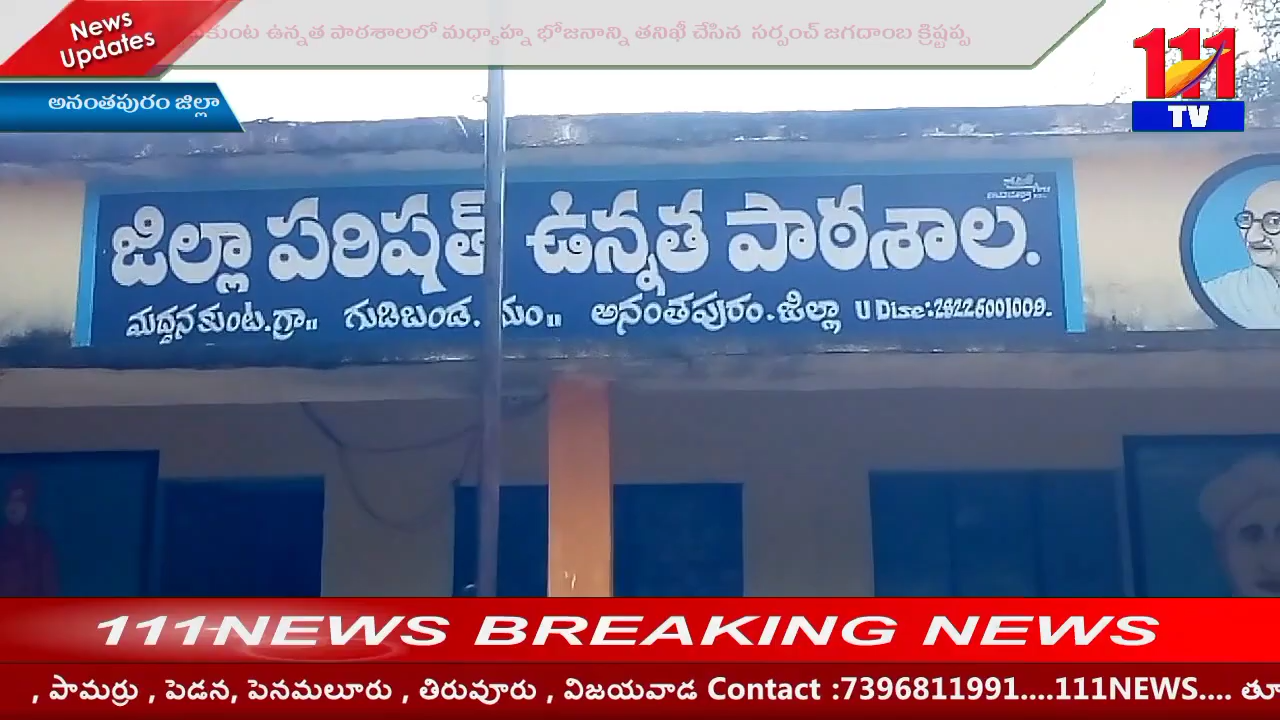 News Updates
ఉన్నత పాఠశాలలో మధ్యాహ్న భోజనాన్ని తనిఖీ చేసిన సర్పంచ్ జగదాంబ క్రిష్టప్ప
111 TV
అనంతపురం జిల్లా
జిల్లా పరిషత్ ఉన్నత పాఠశాల.
మద్దనకుంట.గ్రా॥ గుడిబండ.మం॥ అనంతపురం.జిల్లా U Dise:28226001009.
111NEWS BREAKING NEWS
, పామర్రు , పెడన, పెనమలూరు , తిరువూరు , విజయవాడ Contact :7396811991....111NEWS....